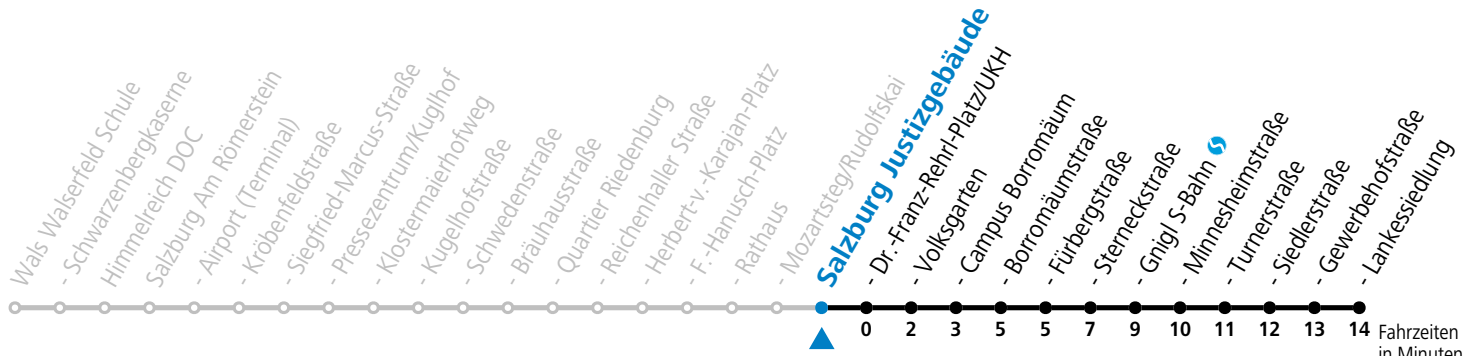 Wals Walserfeld Schule
- Schwarzenbergkaserne
Himmelreich DOC
Salzburg Am Römerstein
- Airport (Terminal)
- Kröbenfeldstraße
- Siegfried-Marcus-Straße
- Pressezentrum/Kuglhof
- Klostermaierhofweg
- Kugelhofstraße
- Schwedenstraße
- Bräuhausstraße
- Quartier Riedenburg
- Reichenhaller Straße
- Herbert-v.-Karajan-Platz
- F.-Hanusch-Platz
- Rathaus
- Mozartsteg/Rudolfskai
Salzburg Justizgebäude
- Dr.-Franz-Rehrl-Platz/UKH
- Volksgarten
- Campus Borromäum
- Borromäumstraße
- Fürbergstraße
- Sterneckstraße
- Gnigl S-Bahn
- Minnesheimstraße
- Turnerstraße
- Siedlerstraße
- Gewerbehofstraße
- Lankessiedlung
0 2 3 5 5 7 9 10 11 12 13 14 Fahrzeiten
in Minuten